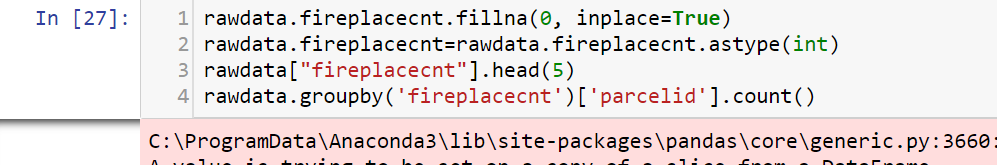 In [27]:
1 rawdata.fireplacecnt.fillna(0, inplace=True)
2 rawdata.fireplacecnt=rawdata.fireplacecnt.astype(int)
3 rawdata["fireplacecnt"].head(5)
4 rawdata.groupby('fireplacecnt')['parcelid'].count()
C:\ProgramData\Anaconda3\lib\site-packages\pandas\core\generic.py:3660:
A value is trying to be set on a copy of a slice from a DataFrame